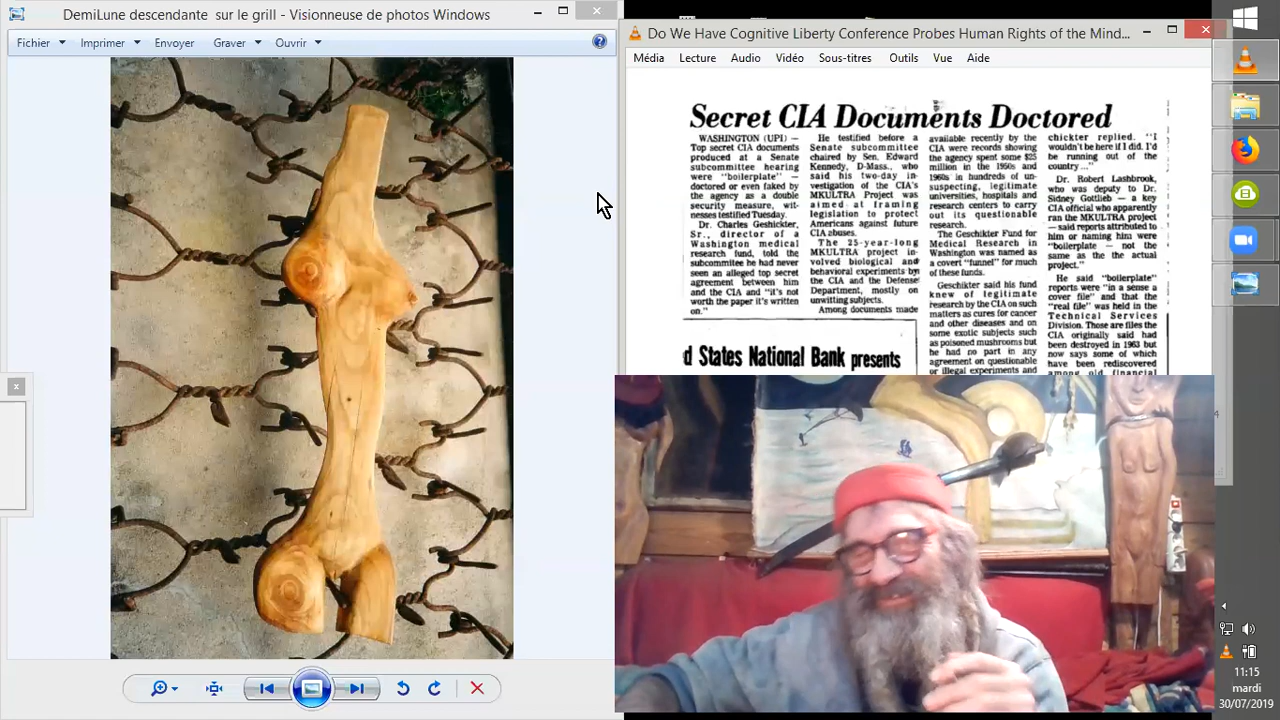 DemiLune descendante sur le grill - Visionneuse de photos Windows
Fichier Imprimer Envoyer Graver Ouvrir
Do We Have Cognitive Liberty Conference Probes Human Rights of the Mind...
Média Lecture Audio Vidéo Sous-titres Outils Vue Aide
Secret CIA Documents Doctored
WASHINGTON (UPI) —
Top secret CIA documents
produced at a Senate
subcommittee hearing
were "boilerplate" —
doctored or even faked by
the agency as a double
security measure, wit-
nesses testified Tuesday.
Dr. Charles Geshickter,
Sr., director of a
Washington medical
research fund, told the
subcommitee he had never
seen an alleged top secret
agreement between him
and the CIA and "it's not
worth the paper it's written
on."
He testified before a
Senate subcommittee
chaired by Sen. Edward
Kennedy, D-Mass., who
said his two-day in-
vestigation of the CIA's
MKULTRA Project was
aimed at framing
legislation to protect
Americans against future
CIA abuses.
The 25-year-long
MKULTRA project in-
volved biological and
behavioral experiments by
the CIA and the Defense
Department, mostly on
unwitting subjects.
Among documents made
available recently by the
CIA were records showing
the agency spent some $25
million in the 1950s and
1960s in hundreds of un-
suspecting, legitimate
universities, hospitals and
research centers to carry
out its questionable
research.
The Geschikter Fund for
Medical Research in
Washington was named as
a covert "funnel" for much
of these funds.
Geschikter said his fund
knew of legitimate
research by the CIA on such
matters as cures for cancer
and other diseases and on
some exotic subjects such
as poisoned mushrooms but
he had no part in any
agreement on questionable
or illegal experiments and
chickter replied. "I
wouldn't be here if I did. I'd
be running out of the
country..."
Dr. Robert Lashbrook,
who was deputy to Dr.
Sidney Gottlieb — a key
CIA official who apparently
ran the MKULTRA project
— said reports attributed to
him or naming him were
"boilerplate — not the
same as the the actual
project."
He said "boilerplate"
reports were "in a sense a
cover file" and that the
"real file" was held in the
Technical Services
Division. Those are files the
CIA originally said had
been destroyed in 1963 but
now says some of which
have been rediscovered
among old financial
d States National Bank presents
11:15
mardi
30/07/2019